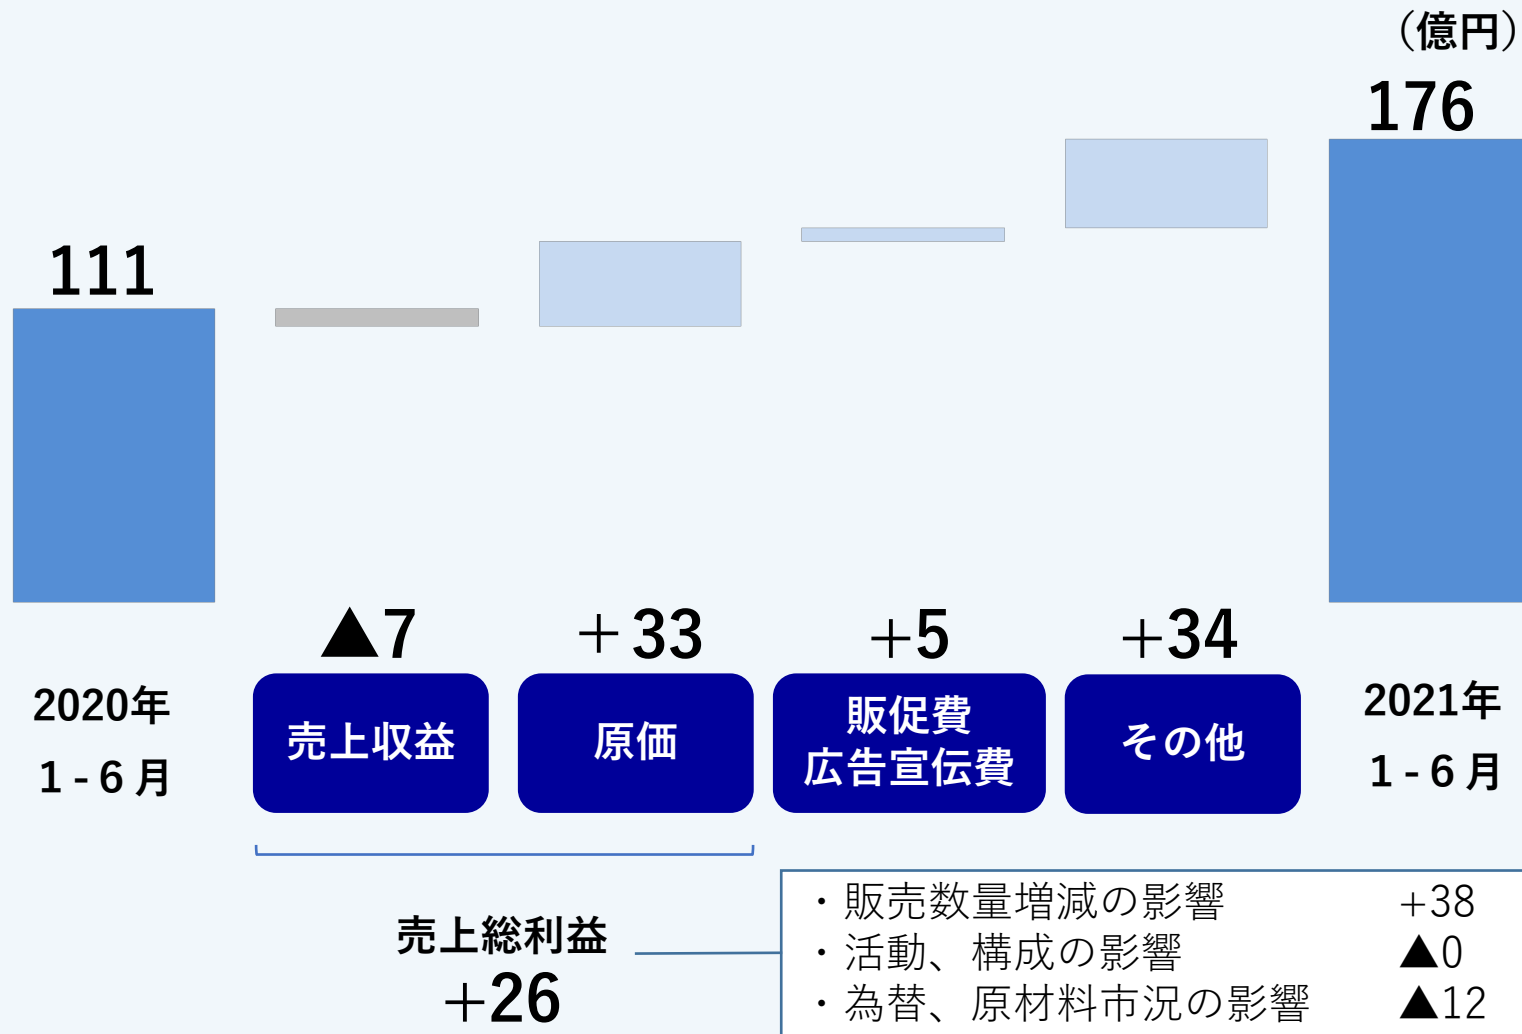 （億円）
176
111
▲7
＋33
＋5
＋34
2020年
1 - 6 月
売上収益
原価
販促費
広告宣伝費
その他
2021年
1 - 6 月
売上総利益
＋26
・販売数量増減の影響 ＋38
・活動、構成の影響 ▲0
・為替、原材料市況の影響 ▲12